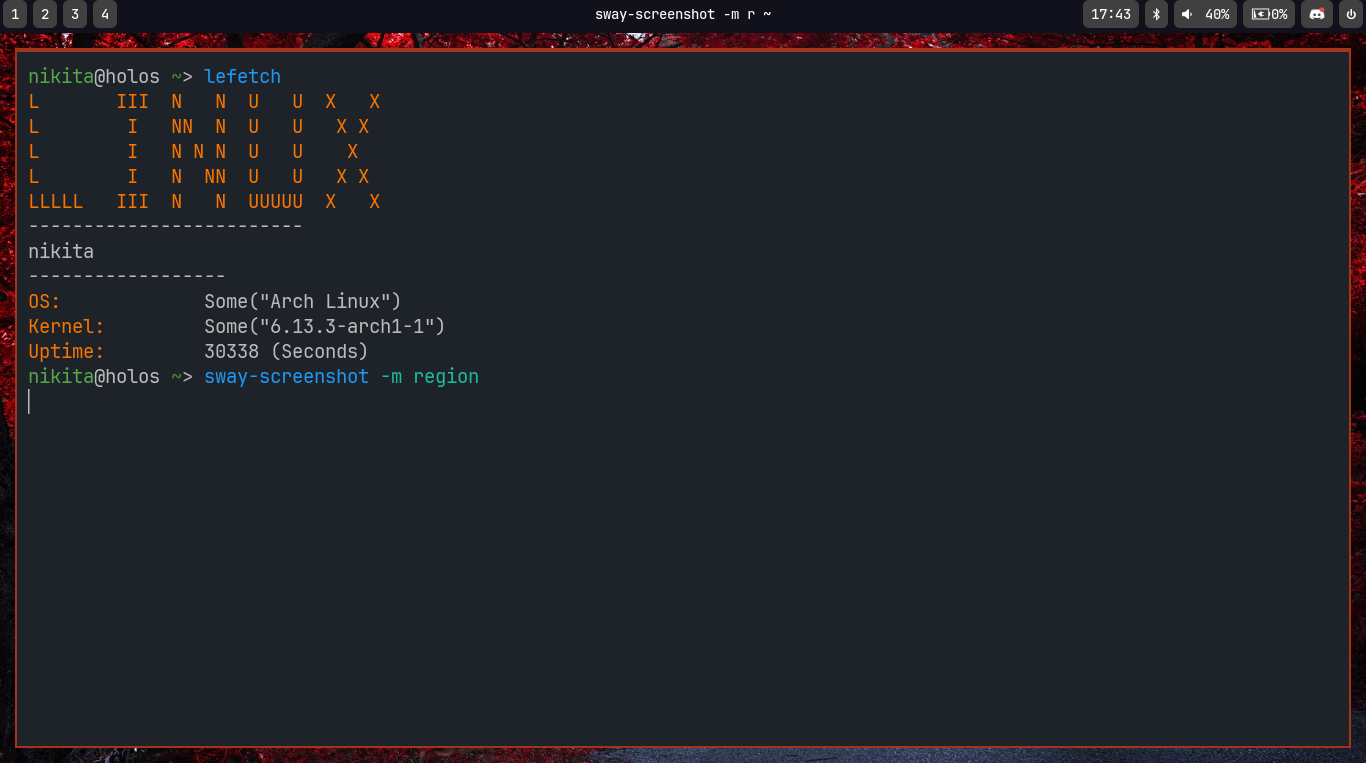 1 2 3 4 sway-screenshot -m r ~ 17:43 40% 0%
nikita@holos ~> lefetch
L       III  N   N  U   U  X   X
L        I   NN  N  U   U   X X
L        I   N N N  U   U    X
L        I   N  NN  U   U   X X
LLLLL   III  N   N  UUUUU  X   X
-------------------------
nikita
------------------
OS:             Some("Arch Linux")
Kernel:         Some("6.13.3-arch1-1")
Uptime:         30338 (Seconds)
nikita@holos ~> sway-screenshot -m region